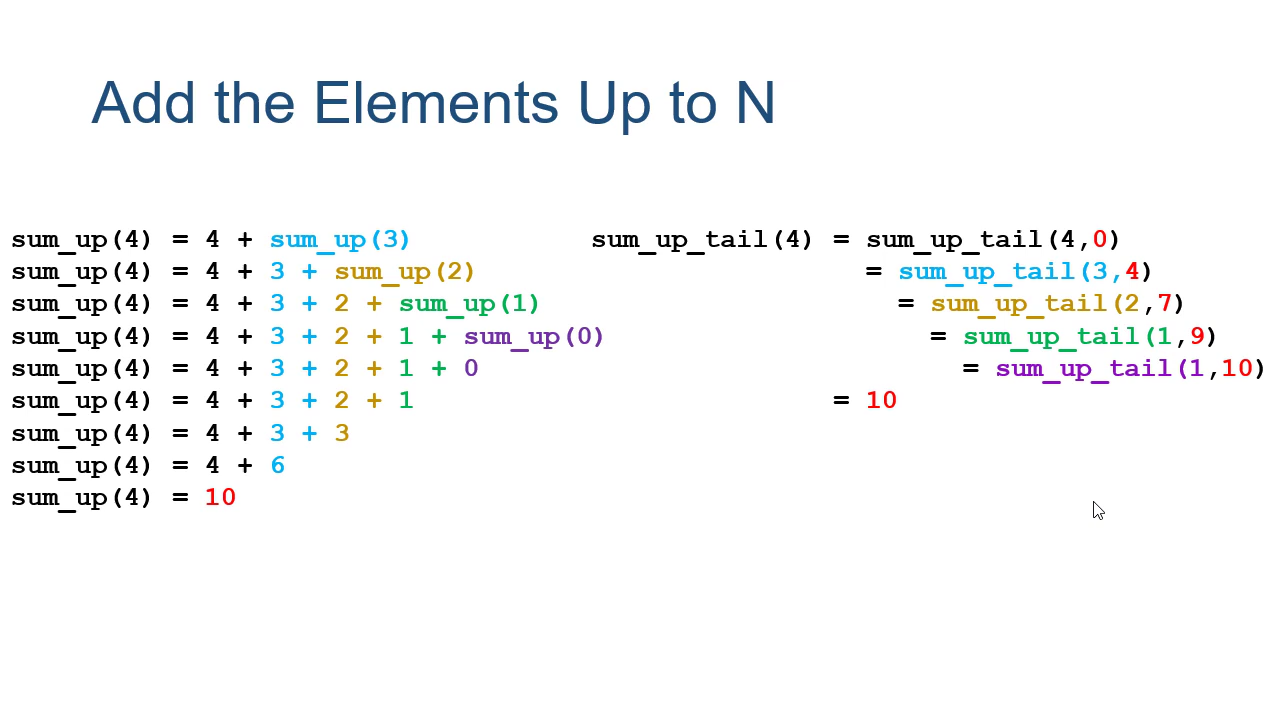 Add the Elements Up to N
sum_up(4) = 4 + sum_up(3)
sum_up(4) = 4 + 3 + sum_up(2)
sum_up(4) = 4 + 3 + 2 + sum_up(1)
sum_up(4) = 4 + 3 + 2 + 1 + sum_up(0)
sum_up(4) = 4 + 3 + 2 + 1 + 0
sum_up(4) = 4 + 3 + 2 + 1
sum_up(4) = 4 + 3 + 3
sum_up(4) = 4 + 6
sum_up(4) = 10
sum_up_tail(4) = sum_up_tail(4,0)
= sum_up_tail(3,4)
= sum_up_tail(2,7)
= sum_up_tail(1,9)
= sum_up_tail(1,10)
= 10